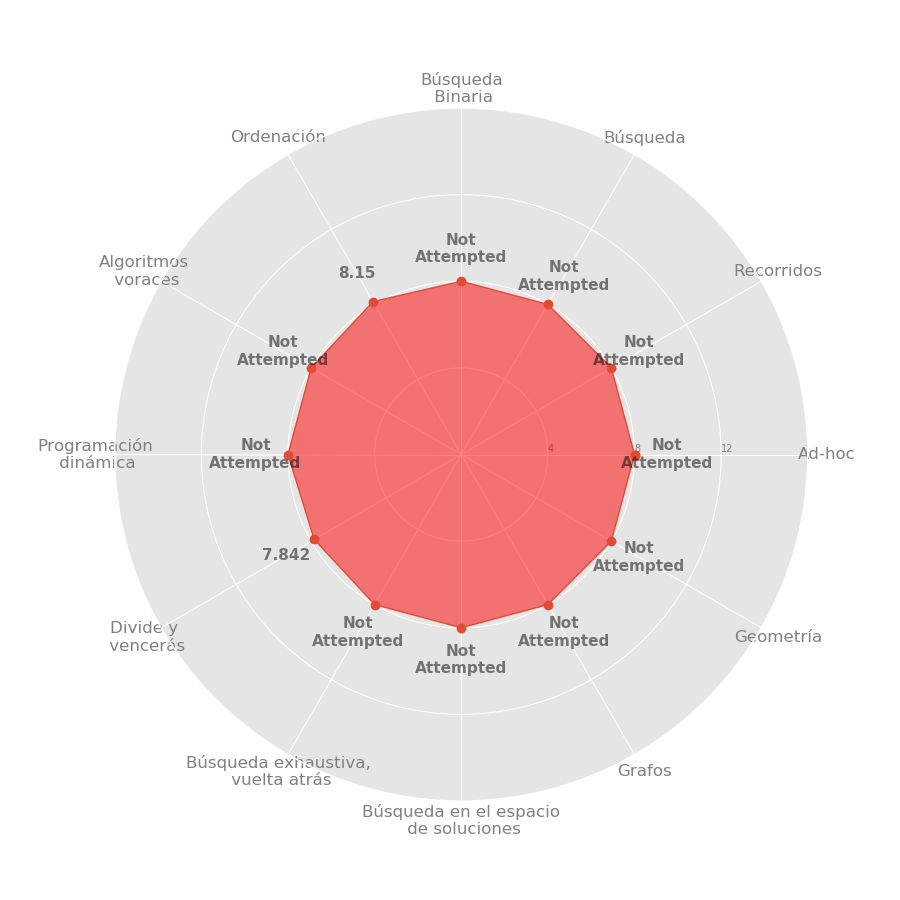 Búsqueda
Binaria
Ordenación
Búsqueda
Not
Attempted
8.15
Not
Attempted
Algoritmos
voraces
Recorridos
Not
Attempted
Not
Attempted
Programación
dinámica
Not
Attempted
4
8
12
Not
Attempted
Ad-hoc
7.842
Not
Attempted
Divide y
vencerás
Geometría
Not
Attempted
Not
Attempted
Not
Attempted
Búsqueda exhaustiva,
vuelta atrás
Grafos
Búsqueda en el espacio
de soluciones